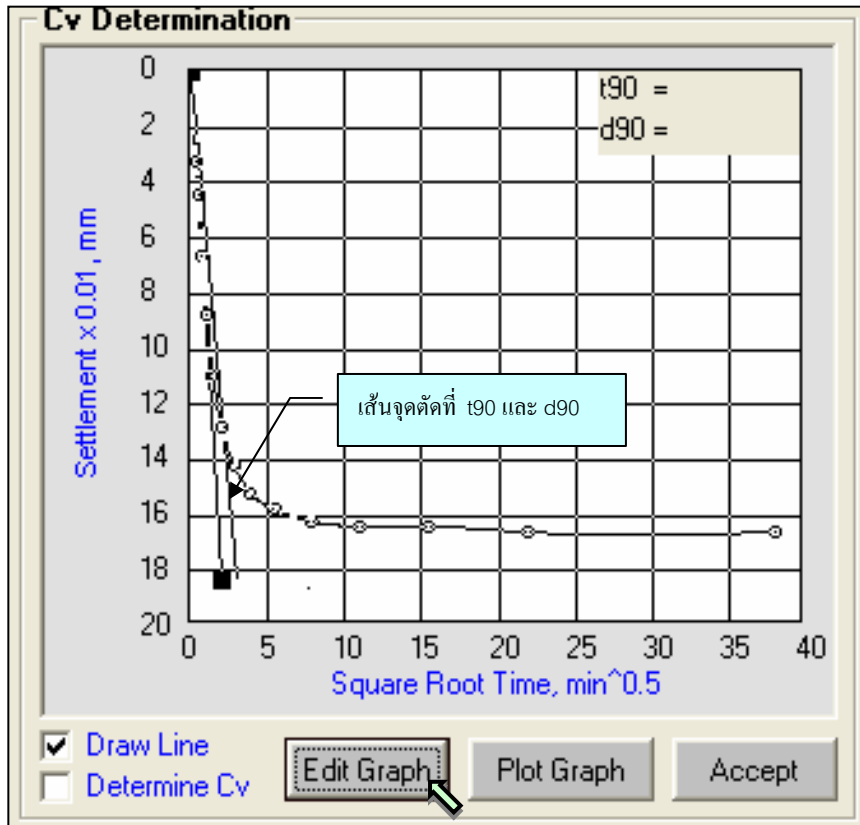 Cv Determination
0
2
4
6
8
10
12
14
16
18
20
t90 =
d90 =
Settlement x 0.01, mm
เส้นจุดตัดที่ t90 และ d90
0 5 10 15 20 25 30 35 40
Square Root Time, min^0.5
Draw Line
Determine Cv
Edit Graph
Plot Graph
Accept